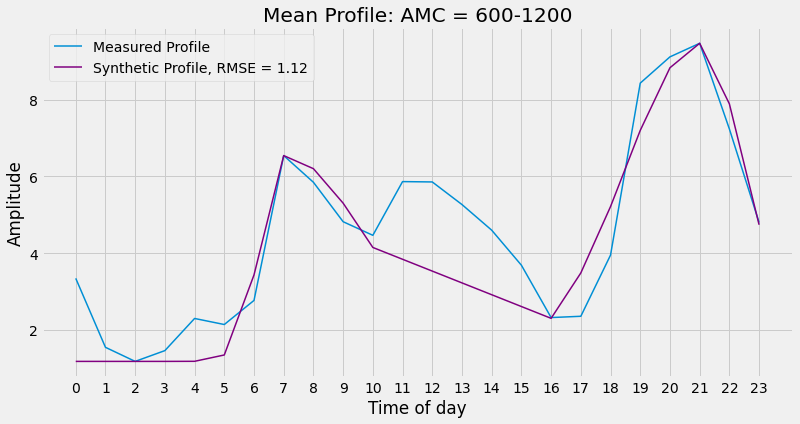 Mean Profile: AMC = 600-1200
Measured Profile
Synthetic Profile, RMSE = 1.12
Amplitude
8
6
4
2
0 1 2 3 4 5 6 7 8 9 10 11 12 13 14 15 16 17 18 19 20 21 22 23
Time of day